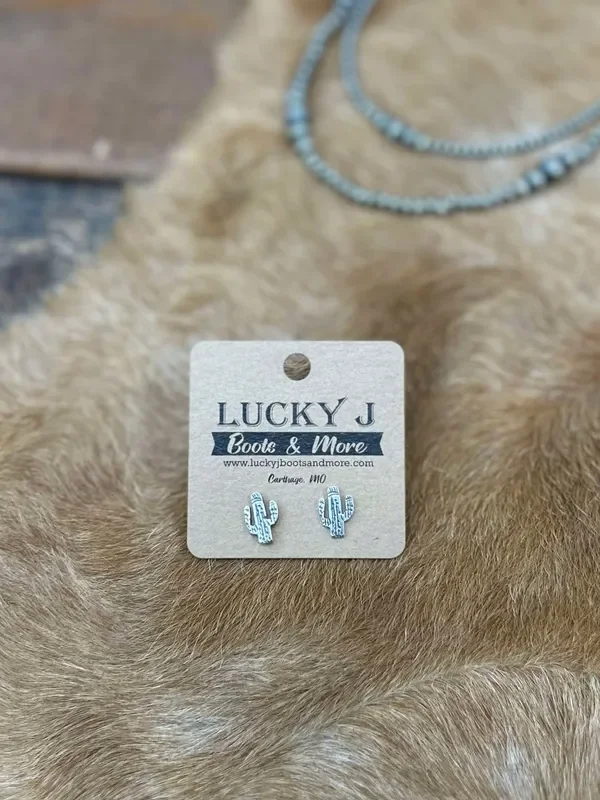 LUCKY J
Boots & More
www.luckyjbootsandmore.com
Carthage, MO